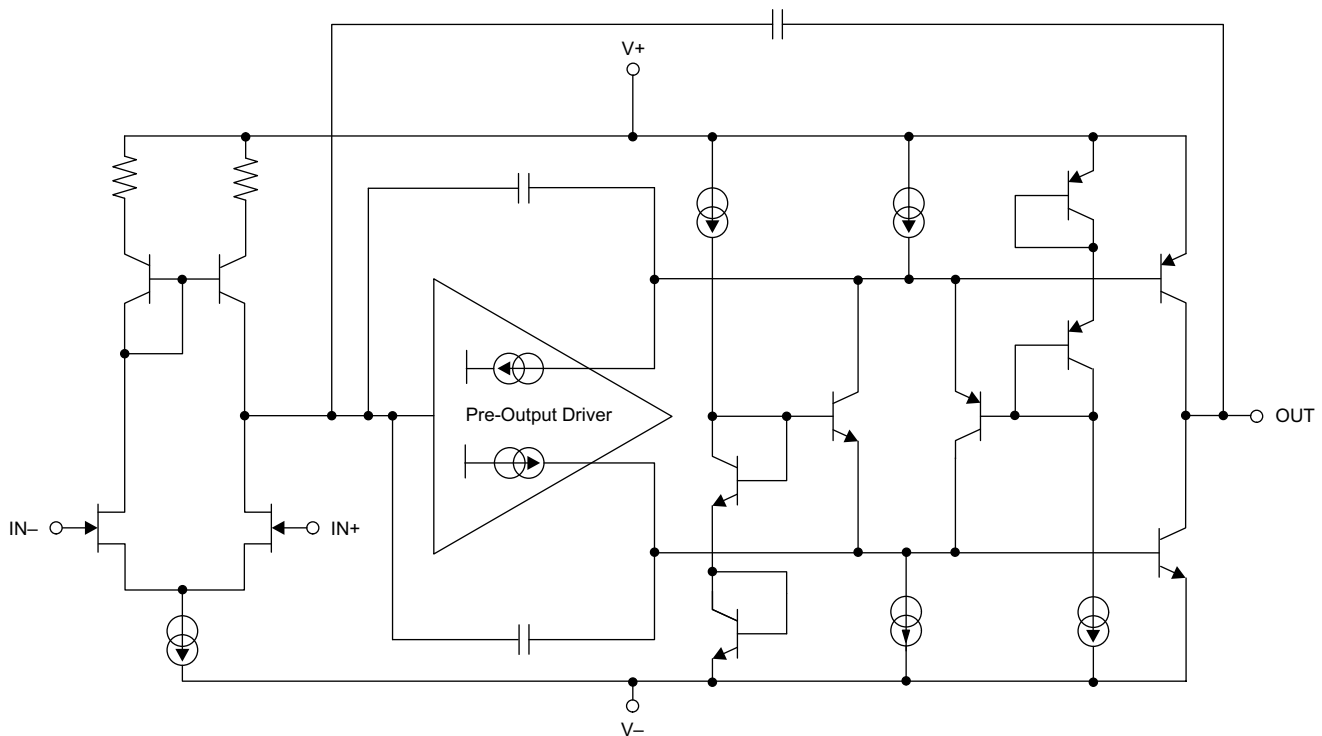 V+
Pre-Output Driver
OUT
IN–
IN+
V–